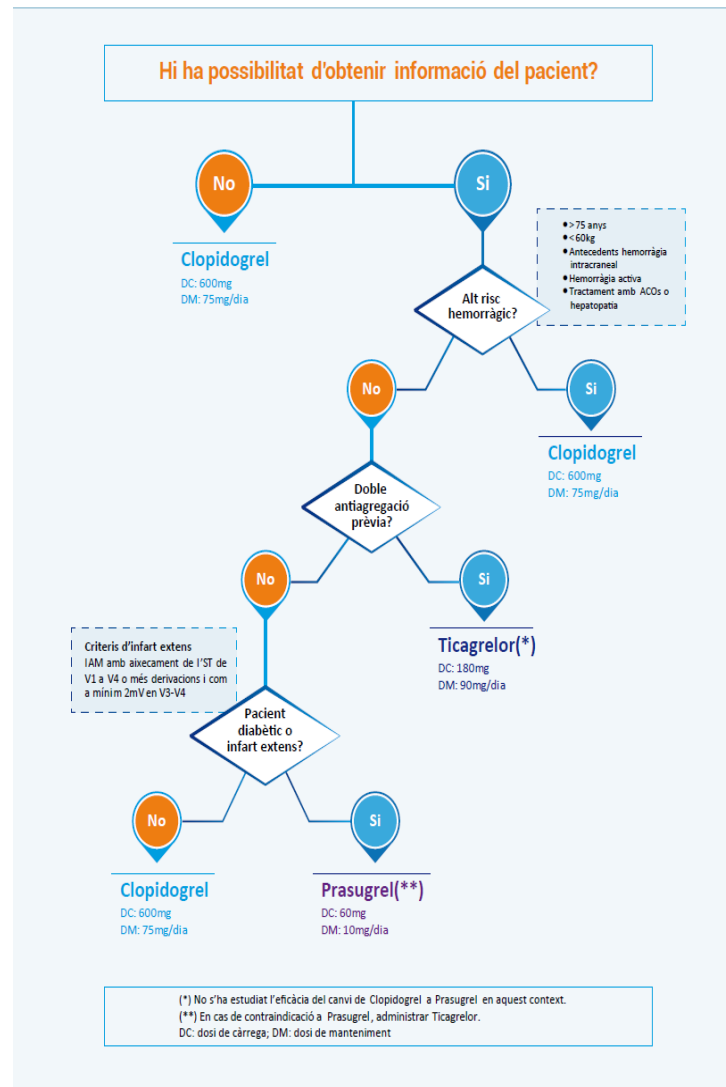 Hi ha possibilitat d'obtenir informació del pacient?
No
Si
Clopidogrel
DC: 600mg
DM: 75mg/dia
•>75 anys
•<60kg
•Antecedents hemorràgia
intracraneal
•Hemorràgia activa
•Tractament amb ACOs o
hepatopatia
Alt risc
hemorràgic?
No
Si
Clopidogrel
DC: 600mg
DM: 75mg/dia
Doble
antiagregació
prèvia?
No
Si
Ticagrelor(*)
DC: 180mg
DM: 90mg/dia
Criteris d'infart extens
IAM amb aixecament de l'ST de
V1 a V4 o més derivacions i com
a mínim 2mV en V3-V4
Pacient
diabètic o
infart extens?
No
Si
Clopidogrel
DC: 600mg
DM: 75mg/dia
Prasugrel(**)
DC: 60mg
DM: 10mg/dia
(*) No s'ha estudiat l'eficàcia del canvi de Clopidogrel a Prasugrel en aquest context.
(**) En cas de contraindicació a Prasugrel, administrar Ticagrelor.
DC: dosi de càrrega; DM: dosi de manteniment